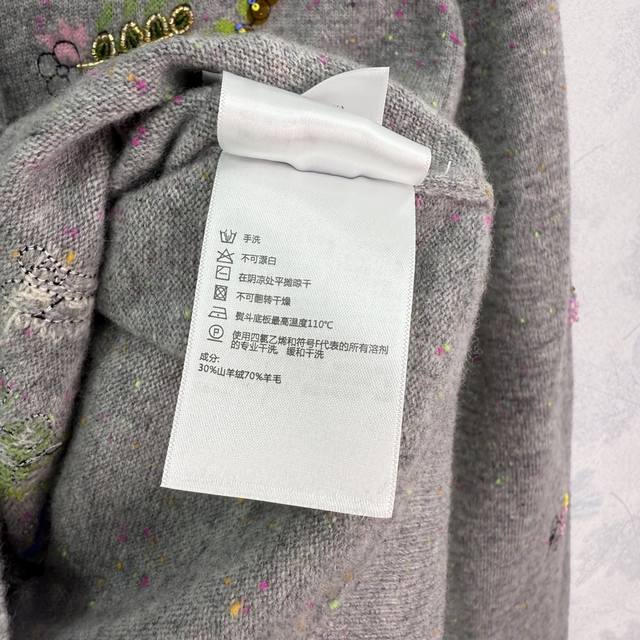 手洗
不可漂白
在阴凉处平摊晾干
不可翻转干燥
熨斗底板最高温度110℃
使用四氯乙烯和符号F代表的所有溶剂
的专业干洗，缓和干洗
成分:
30%山羊绒70%羊毛